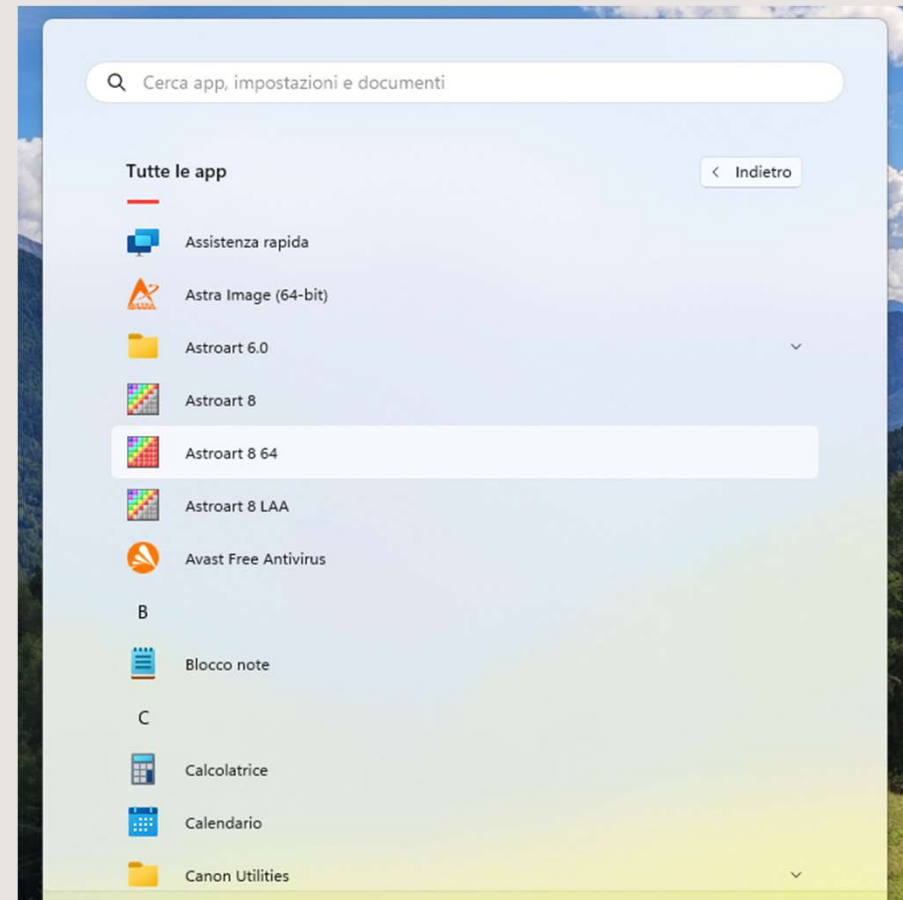 Cerca app, impostazioni e documenti
Tutte le app
Indietro
Assistenza rapida
Astra Image (64-bit)
Astroart 6.0
Astroart 8
Astroart 8 64
Astroart 8 LAA
Avast Free Antivirus
B
Blocco note
C
Calcolatrice
Calendario
Canon Utilities